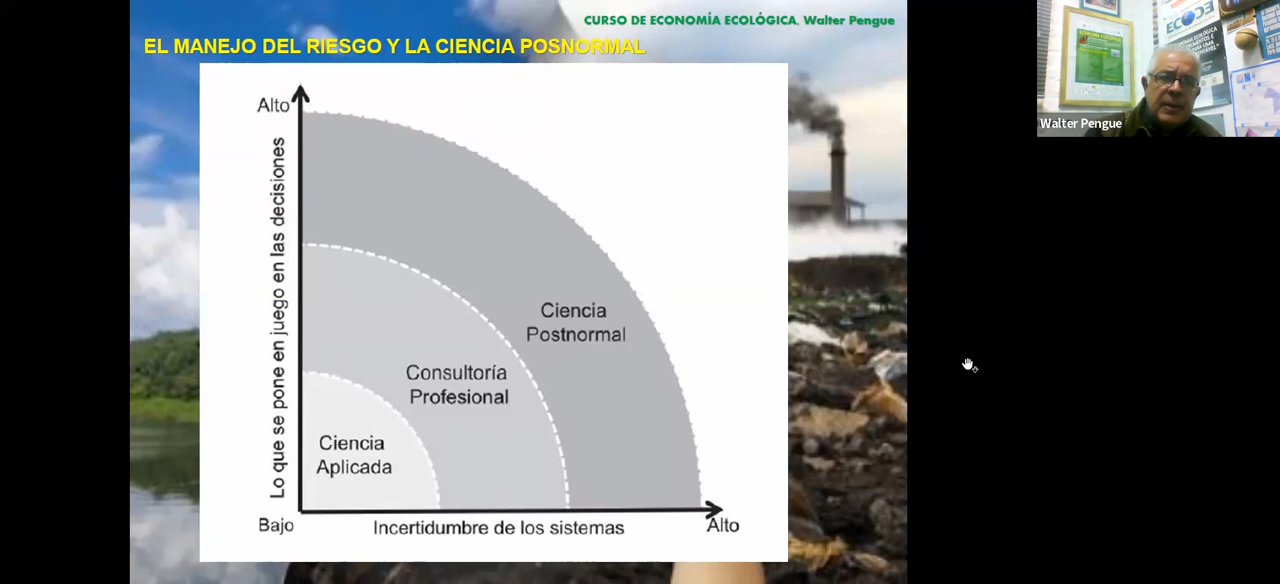 CURSO DE ECONOMÍA ECOLÓGICA. Walter Pengue
EL MANEJO DEL RIESGO Y LA CIENCIA POSNORMAL
Alto
Lo que se pone en juego en las decisiones
Ciencia
Postnormal
Consultoría
Profesional
Ciencia
Aplicada
Bajo
Incertidumbre de los sistemas
Alto
Walter Pengue